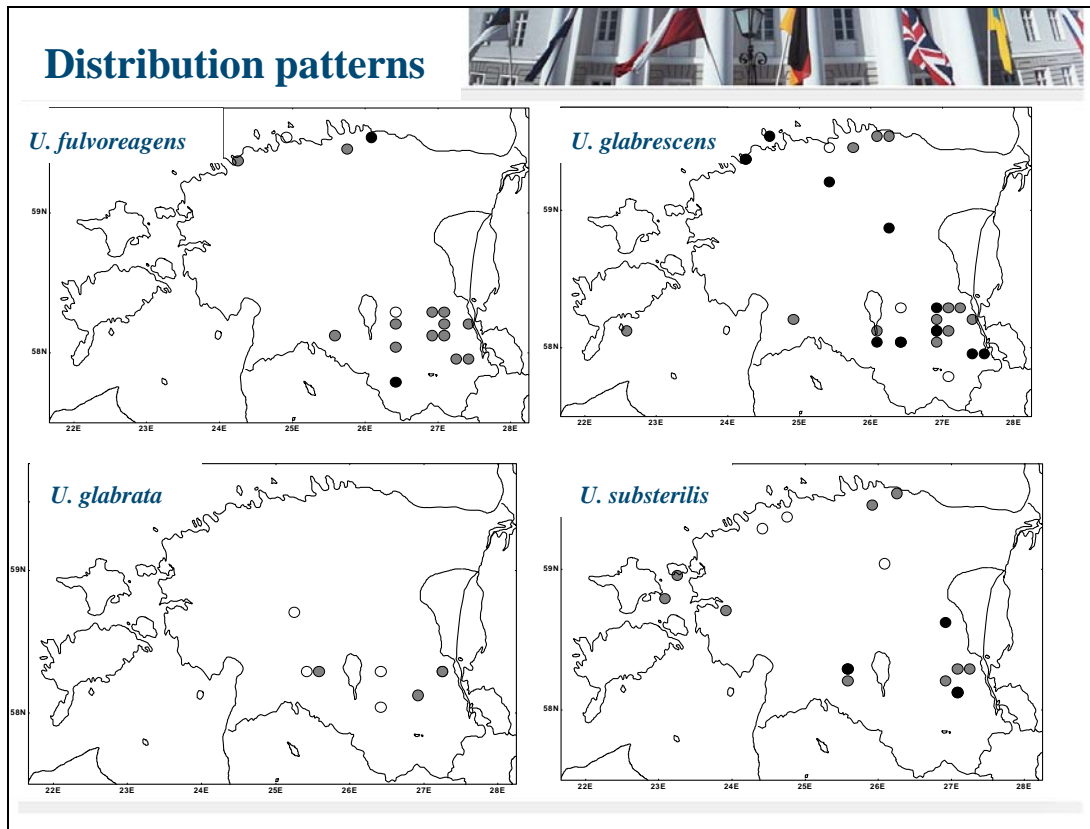 Distribution patterns
U. fulvoreagens
59N
58N
22E 23E 24E 25E 26E 27E 28E
U. glabrescens
59N
58N
22E 23E 24E 25E 26E 27E 28E
U. glabrata
59N
58N
22E 23E 24E 25E 26E 27E 28E
U. substerilis
59N
58N
22E 23E 24E 25E 26E 27E 28E